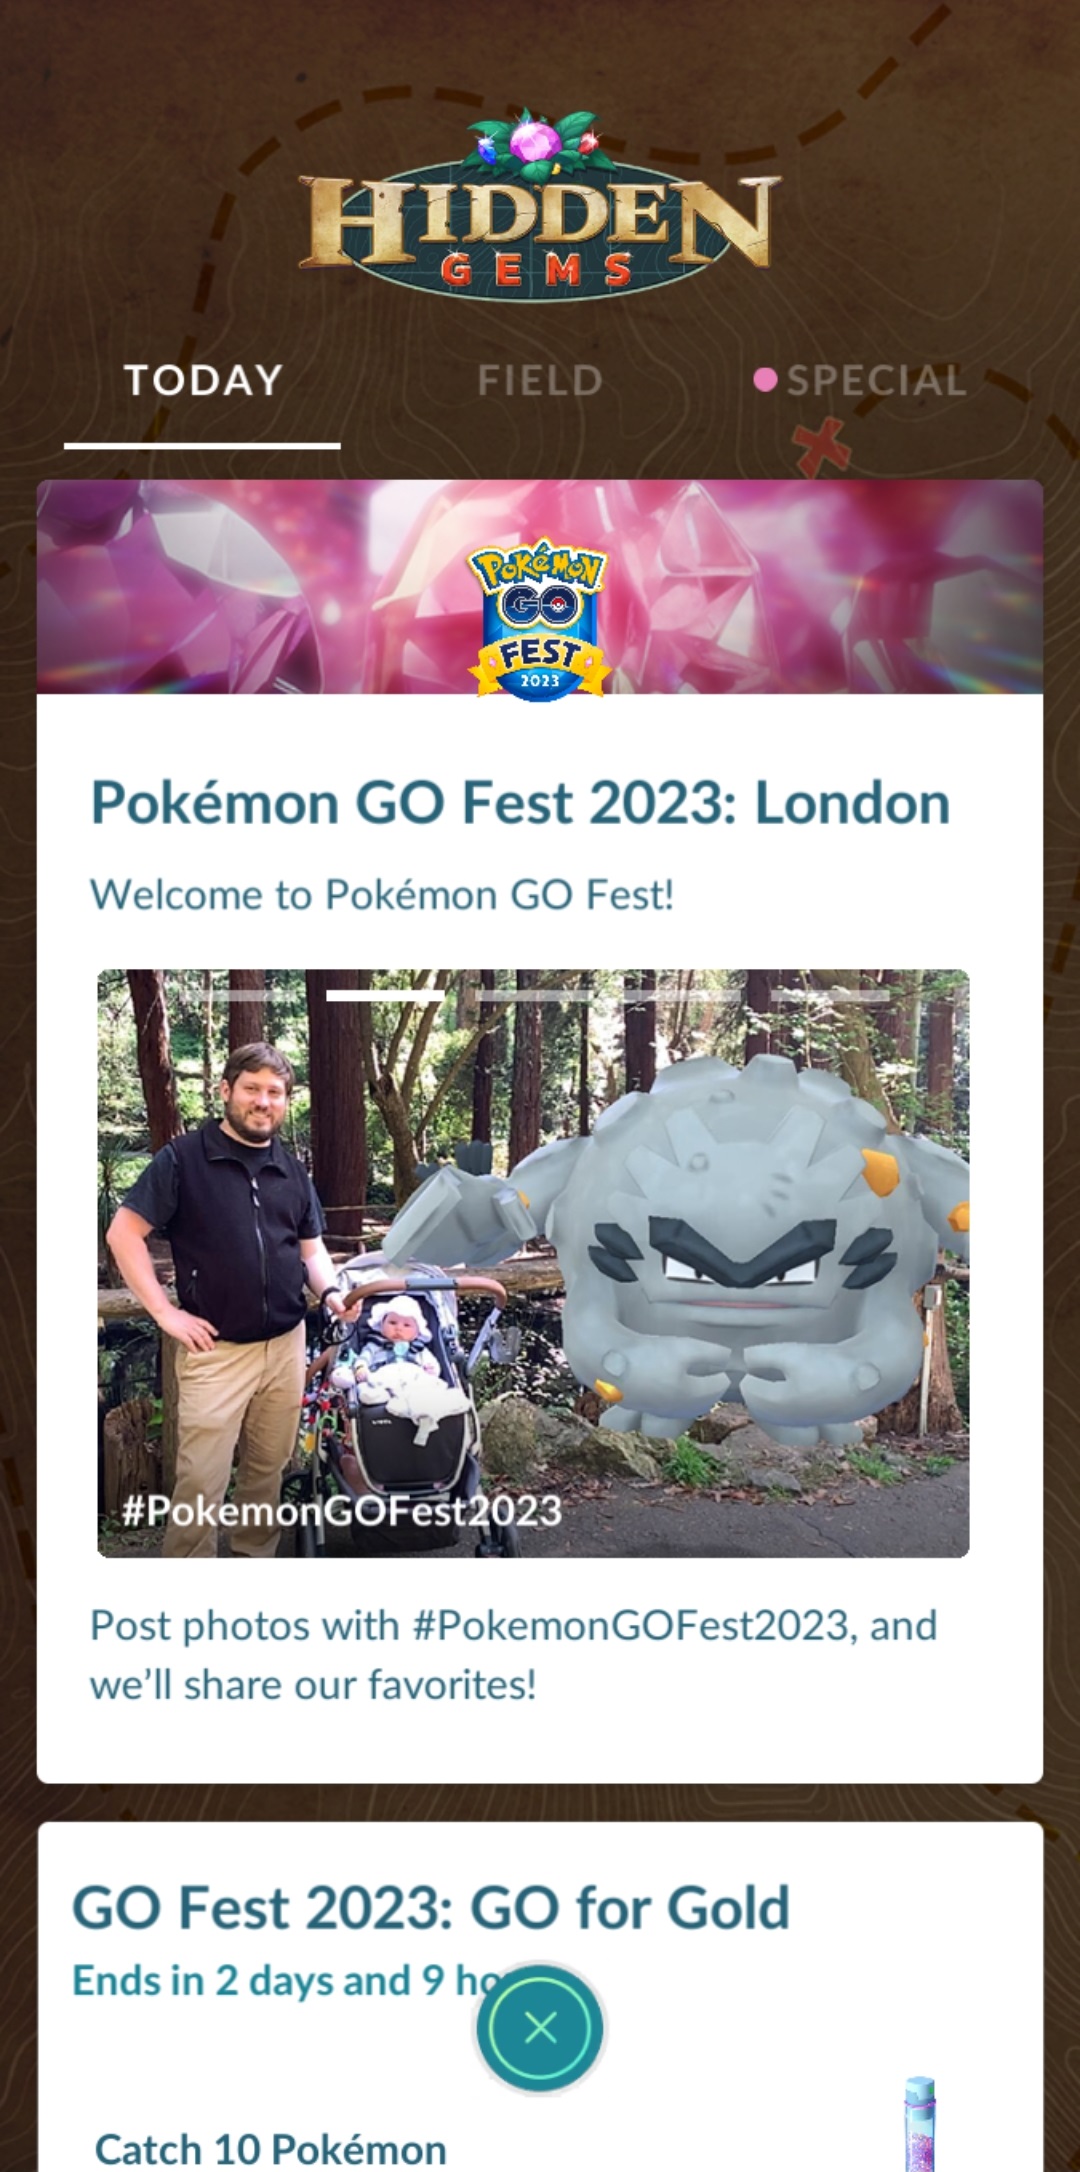 HIDDEN
GEMS
TODAY
FIELD
SPECIAL
POKéMON
GO
FEST
2023
Pokémon GO Fest 2023: London
Welcome to Pokémon GO Fest!
#PokemonGOFest2023
Post photos with #PokemonGOFest2023, and
we’ll share our favorites!
GO Fest 2023: GO for Gold
Ends in 2 days and 9
Catch 10 Pokémon